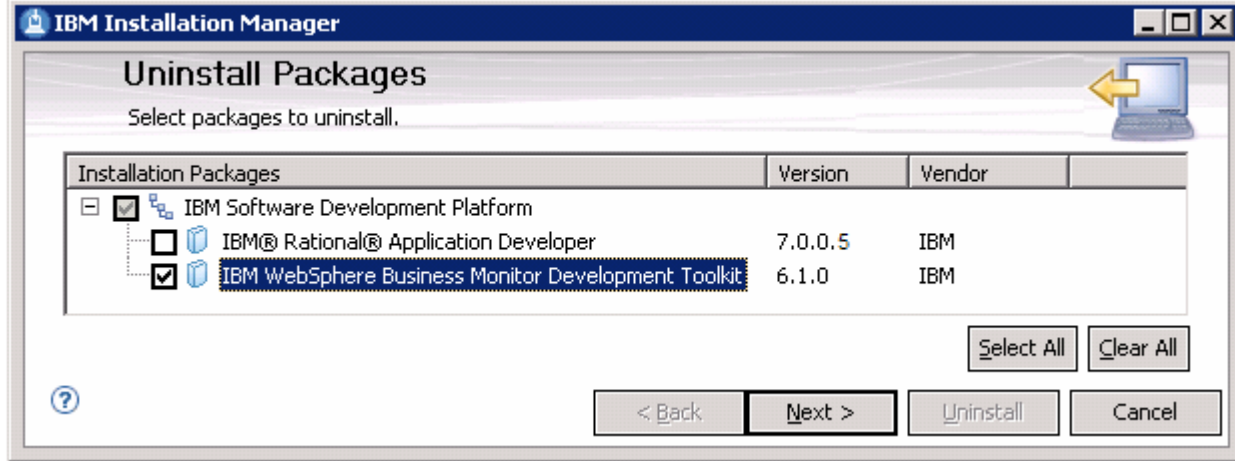 IBM Installation Manager
Uninstall Packages
Select packages to uninstall.
Installation Packages Version Vendor
IBM Software Development Platform
IBM® Rational® Application Developer 7.0.0.5 IBM
IBM WebSphere Business Monitor Development Toolkit 6.1.0 IBM
Select All Clear All
? < Back Next > Uninstall Cancel